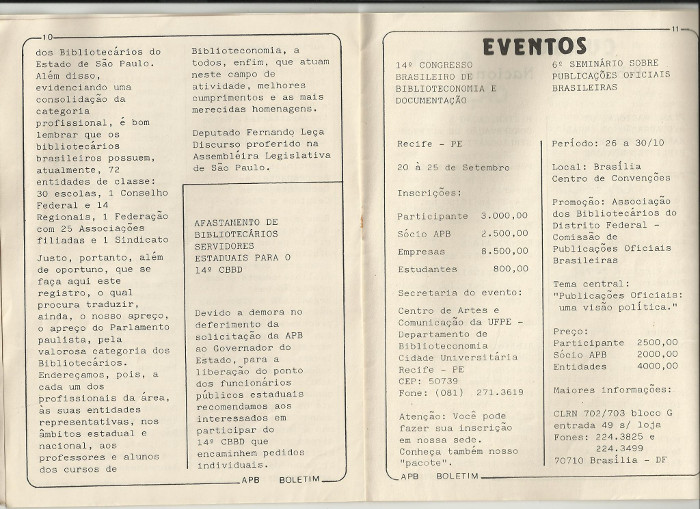 10
dos Bibliotecários do
Estado de São Paulo.
Além disso,
evidenciando uma
consolidação da
categoria
profissional, é bom
lembrar que os
bibliotecários
brasileiros possuem,
atualmente, 72
entidades de classe:
30 escolas, 1 Conselho
Federal e 14
Regionais, 1 Federação
com 25 Associações
filiadas e 1 Sindicato
Justo, portanto, além
de oportuno, que se
faça aqui este
registro, o qual
procura traduzir,
ainda, o nosso apreço,
o apreço do Parlamento
paulista, pela
valorosa categoria dos
Bibliotecários.
Endereçamos, pois, a
cada um dos
profissionais da área,
às suas entidades
representativas, nos
âmbitos estadual e
nacional, aos
professores e alunos
dos cursos de
Biblioteconomia, a
todos, enfim, que atuam
neste campo de
atividade, melhores
cumprimentos e as mais
merecidas homenagens.
Deputado Fernando Leça
Discurso proferido na
Assembléira Legislativa
de São Paulo.
AFASTAMENTO DE
BIBLIOTECÁRIOS
SERVIDORES
ESTADUAIS PARA O
14º CBBD
Devido a demora no
deferimento da
solicitação da APB
ao Governador do
Estado, para a
liberação do ponto
dos funcionários
públicos estaduais
recomendamos aos
interessados em
participar do
14º CBBD que
encaminhem pedidos
individuais.
APB BOLETIM
11
EVENTOS
14º CONGRESSO
BRASILEIRO DE
BIBLIOTECONOMIA E
DOCUMENTAÇÃO
Recife - PE
20 à 25 de Setembro
Inscrições:
Participante 3.000,00
Sócio APB 2.500,00
Empresas 8.500,00
Estudantes 800,00
Secretaria do evento:
Centro de Artes e
Comunicação da UFPE -
Departamento de
Biblioteconomia
Cidade Universitária
Recife - PE
CEP: 50739
Fone: (081) 271.3619
Atenção: Você pode
fazer sua inscrição
em nossa sede.
Conheça também nosso
"pacote".
6º SEMINÁRIO SOBRE
PUBLICAÇÕES OFICIAIS
BRASILEIRAS
Período: 26 a 30/10
Local: Brasília
Centro de Convenções
Promoção: Associação
dos Bibliotecários do
Distrito Federal -
Comissão de
Publicações Oficiais
Brasileiras
Tema central:
"Publicações Oficiais:
uma visão política."
Preço:
Participante 2500,00
Sócio APB 2000,00
Entidades 4000,00
Maiores informações:
CLRN 702/703 bloco G
entrada 49 s/ loja
Fones: 224.3825 e
224.3499
70710 Brasília - DF
APB BOLETIM